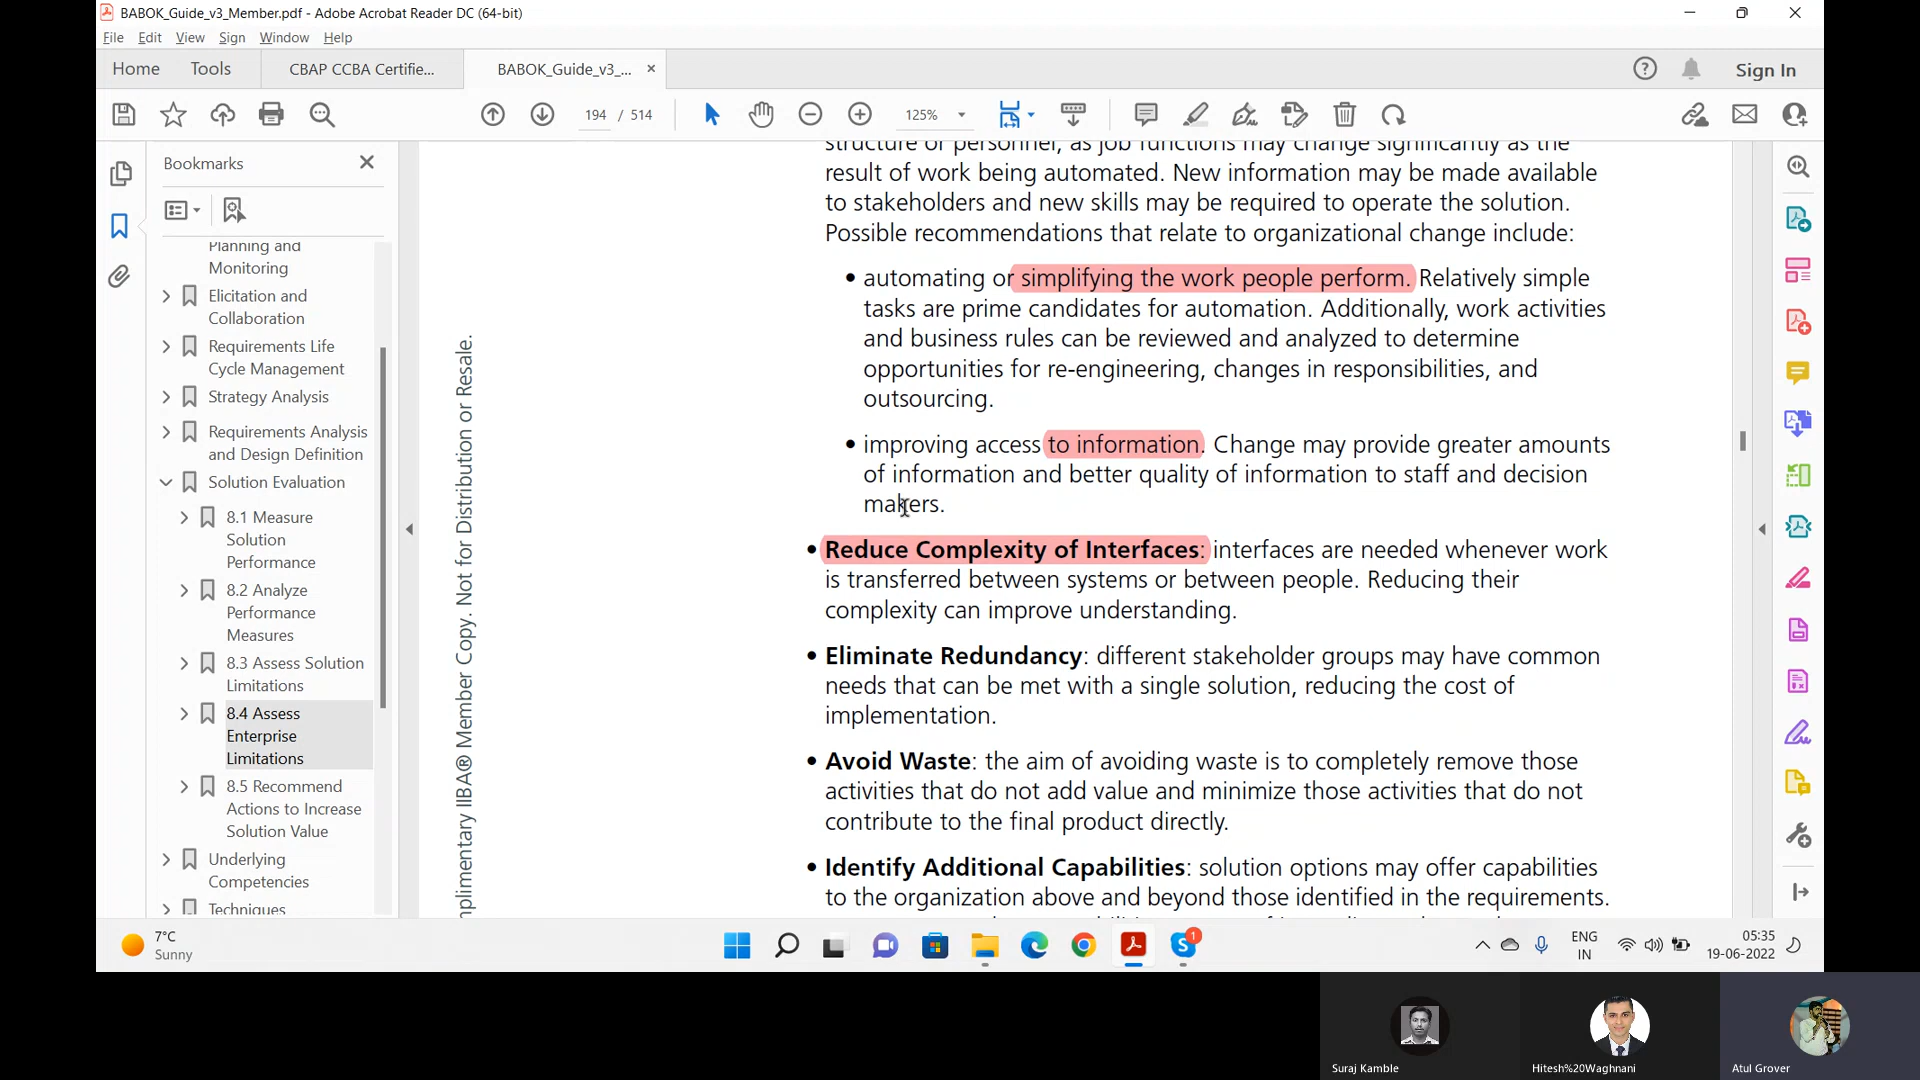 BABOK_Guide_v3_Member.pdf - Adobe Acrobat Reader DC (64-bit)
File Edit View Sign Window Help
Home Tools CBAP CCBA Certifie... BABOK_Guide_v3_... × Sign In
194 / 514 125%
Bookmarks
Planning and
Monitoring
Elicitation and
Collaboration
Requirements Life
Cycle Management
Strategy Analysis
Requirements Analysis
and Design Definition
Solution Evaluation
8.1 Measure
Solution
Performance
8.2 Analyze
Performance
Measures
8.3 Assess Solution
Limitations
8.4 Assess
Enterprise
Limitations
8.5 Recommend
Actions to Increase
Solution Value
Underlying
Competencies
Techniques
mplimentary IIBA® Member Copy. Not for Distribution or Resale.
structure or personnel, as job functions may change significantly as the
result of work being automated. New information may be made available
to stakeholders and new skills may be required to operate the solution.
Possible recommendations that relate to organizational change include:
• automating or simplifying the work people perform. Relatively simple
tasks are prime candidates for automation. Additionally, work activities
and business rules can be reviewed and analyzed to determine
opportunities for re-engineering, changes in responsibilities, and
outsourcing.
• improving access to information. Change may provide greater amounts
of information and better quality of information to staff and decision
makers.
• Reduce Complexity of Interfaces: interfaces are needed whenever work
is transferred between systems or between people. Reducing their
complexity can improve understanding.
• Eliminate Redundancy: different stakeholder groups may have common
needs that can be met with a single solution, reducing the cost of
implementation.
• Avoid Waste: the aim of avoiding waste is to completely remove those
activities that do not add value and minimize those activities that do not
contribute to the final product directly.
• Identify Additional Capabilities: solution options may offer capabilities
to the organization above and beyond those identified in the requirements.
7°C
Sunny
1
ENG
IN
05:35
19-06-2022
Suraj Kamble
Hitesh%20Waghnani
Atul Grover